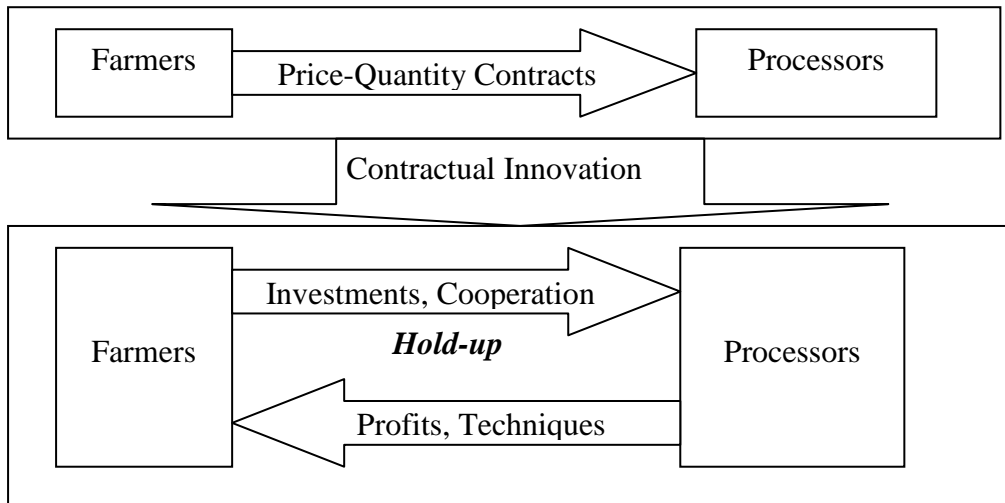 Farmers
Price-Quantity Contracts
Processors
Contractual Innovation
Investments, Cooperation
Hold-up
Farmers
Processors
Profits, Techniques